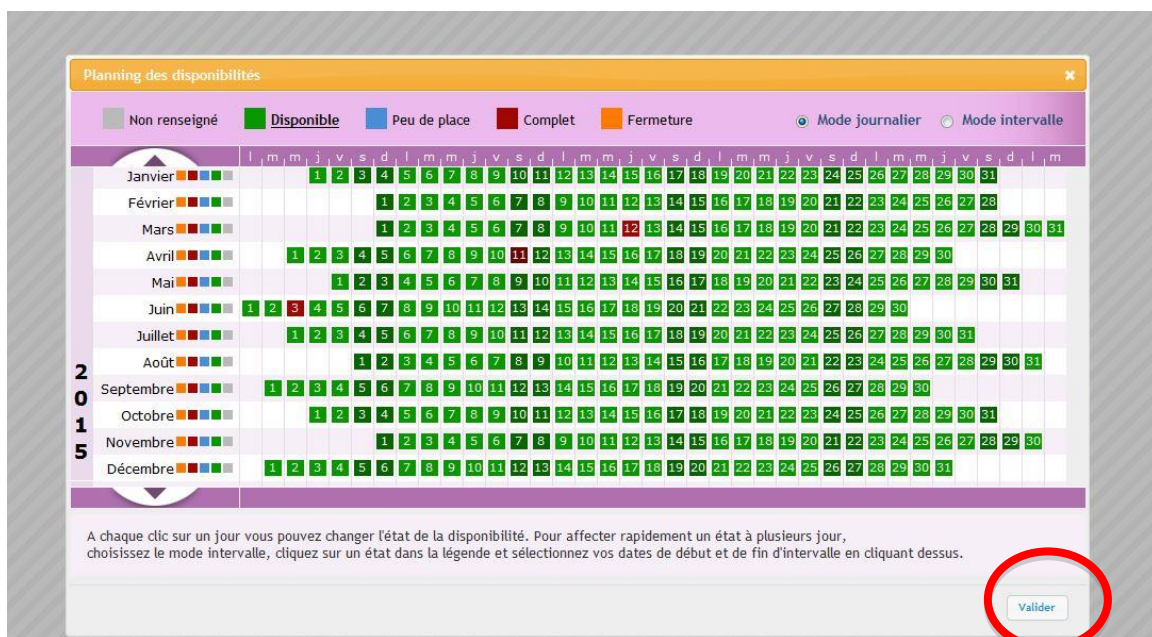 Planning des disponibilités
Non renseigné Disponible Peu de place Complet Fermeture Mode journalier Mode intervalle
l m m j v s d l m m j v s d l m m j v s d l m m j v s d l m m j v s d l m
Janvier 1 2 3 4 5 6 7 8 9 10 11 12 13 14 15 16 17 18 19 20 21 22 23 24 25 26 27 28 29 30 31
Février 1 2 3 4 5 6 7 8 9 10 11 12 13 14 15 16 17 18 19 20 21 22 23 24 25 26 27 28
Mars 1 2 3 4 5 6 7 8 9 10 11 12 13 14 15 16 17 18 19 20 21 22 23 24 25 26 27 28 29 30 31
Avril 1 2 3 4 5 6 7 8 9 10 11 12 13 14 15 16 17 18 19 20 21 22 23 24 25 26 27 28 29 30
Mai 1 2 3 4 5 6 7 8 9 10 11 12 13 14 15 16 17 18 19 20 21 22 23 24 25 26 27 28 29 30 31
Juin 1 2 3 4 5 6 7 8 9 10 11 12 13 14 15 16 17 18 19 20 21 22 23 24 25 26 27 28 29 30
Juillet 1 2 3 4 5 6 7 8 9 10 11 12 13 14 15 16 17 18 19 20 21 22 23 24 25 26 27 28 29 30 31
Août 1 2 3 4 5 6 7 8 9 10 11 12 13 14 15 16 17 18 19 20 21 22 23 24 25 26 27 28 29 30 31
Septembre 1 2 3 4 5 6 7 8 9 10 11 12 13 14 15 16 17 18 19 20 21 22 23 24 25 26 27 28 29 30
Octobre 1 2 3 4 5 6 7 8 9 10 11 12 13 14 15 16 17 18 19 20 21 22 23 24 25 26 27 28 29 30 31
Novembre 1 2 3 4 5 6 7 8 9 10 11 12 13 14 15 16 17 18 19 20 21 22 23 24 25 26 27 28 29 30
Décembre 1 2 3 4 5 6 7 8 9 10 11 12 13 14 15 16 17 18 19 20 21 22 23 24 25 26 27 28 29 30 31
2015
A chaque clic sur un jour vous pouvez changer l'état de la disponibilité. Pour affecter rapidement un état à plusieurs jour,
choisissez le mode intervalle, cliquez sur un état dans la légende et sélectionnez vos dates de début et de fin d'intervalle en cliquant dessus.
Valider